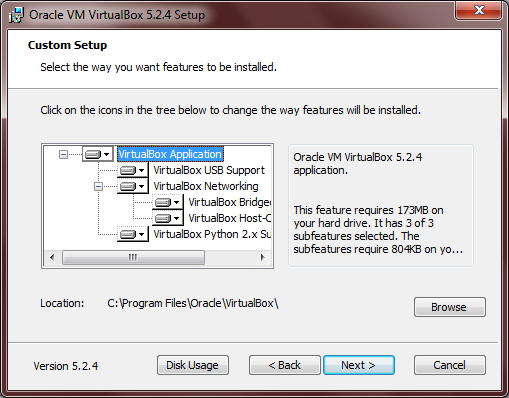 Oracle VM VirtualBox 5.2.4 Setup
Custom Setup
Select the way you want features to be installed.
Click on the icons in the tree below to change the way features will be installed.
VirtualBox Application
VirtualBox USB Support
VirtualBox Networking
VirtualBox Bridge
VirtualBox Host-O
VirtualBox Python 2.x Su
Oracle VM VirtualBox 5.2.4
application.
This feature requires 173MB on
your hard drive. It has 3 of 3
subfeatures selected. The
subfeatures require 804KB on yo...
Location: C:\Program Files\Oracle\VirtualBox\
Browse
Version 5.2.4
Disk Usage
< Back
Next >
Cancel